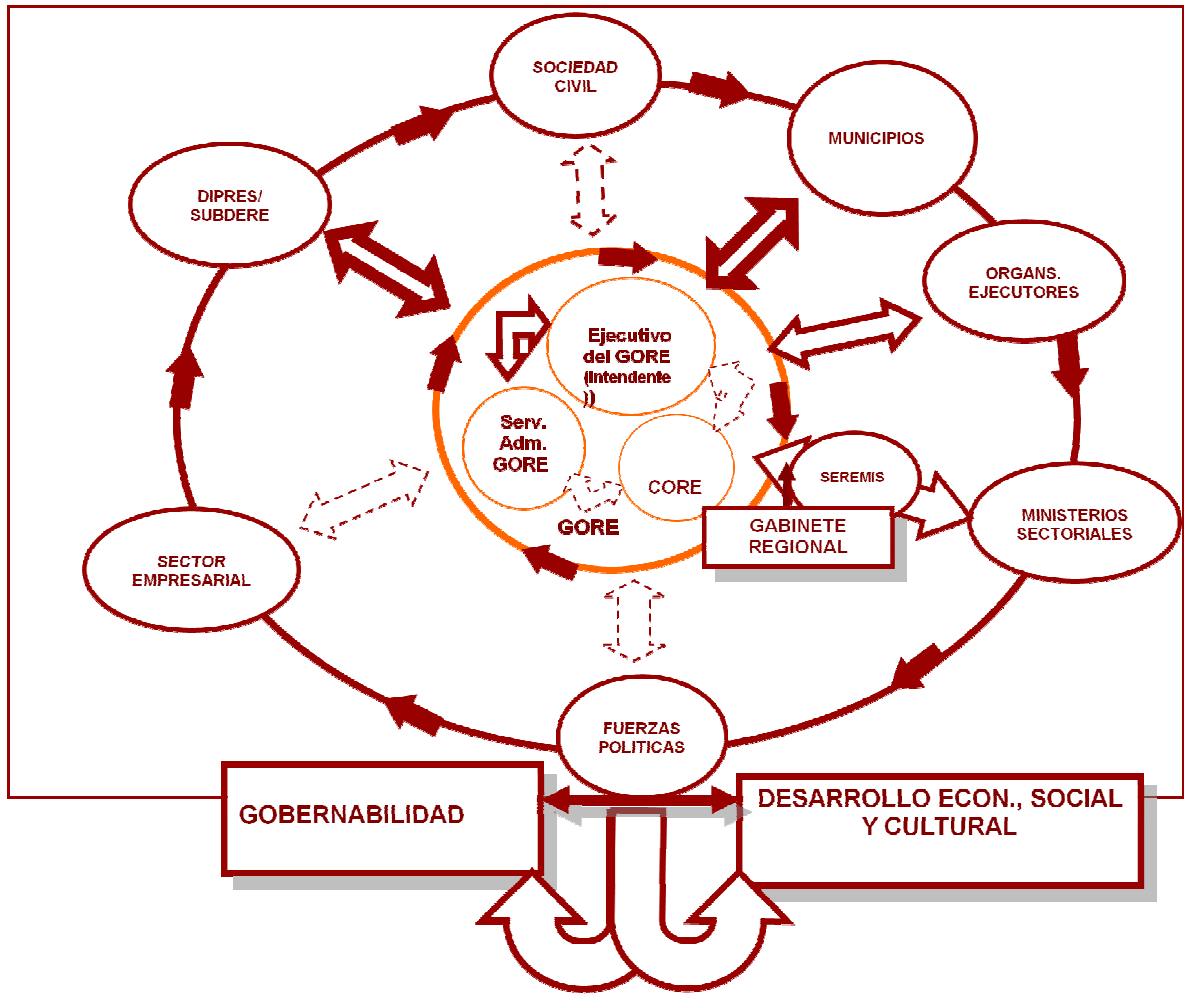 SOCIEDAD
CIVIL
MUNICIPIOS
DIPRES/
SUBDERE
ORGANS.
EJECUTORES
Ejecutivo
del GORE
(Intendente
))
Serv.
Adm.
GORE
CORE
GORE
SEREMIS
GABINETE
REGIONAL
MINISTERIOS
SECTORIALES
SECTOR
EMPRESARIAL
FUERZAS
POLITICAS
GOBERNABILIDAD
DESARROLLO ECON., SOCIAL
Y CULTURAL